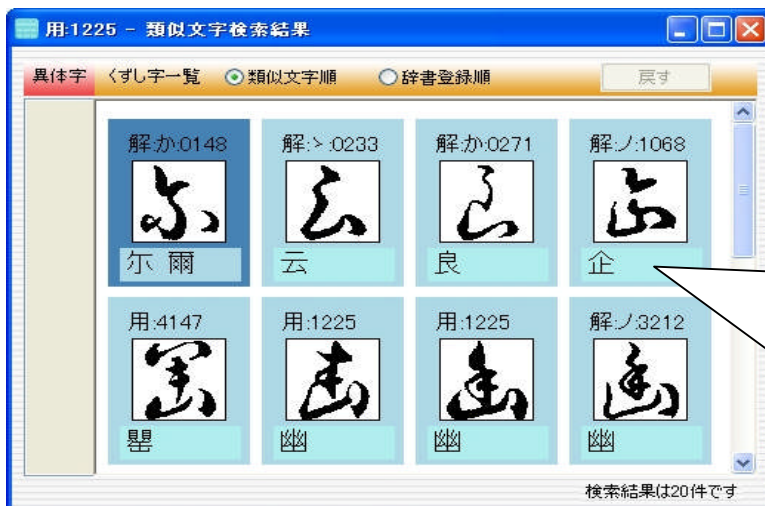 用:1225 - 類似文字検索結果
異体字 くずし字一覧 類似文字順 辞書登録順 戻す
解:か:0148 解:ゝ:0233 解:か:0271 解:ノ:1068
尓 爾 云 良 企
用:4147 用:1225 用:1225 解:ノ:3212
罌 幽 幽 幽
検索結果は20件です